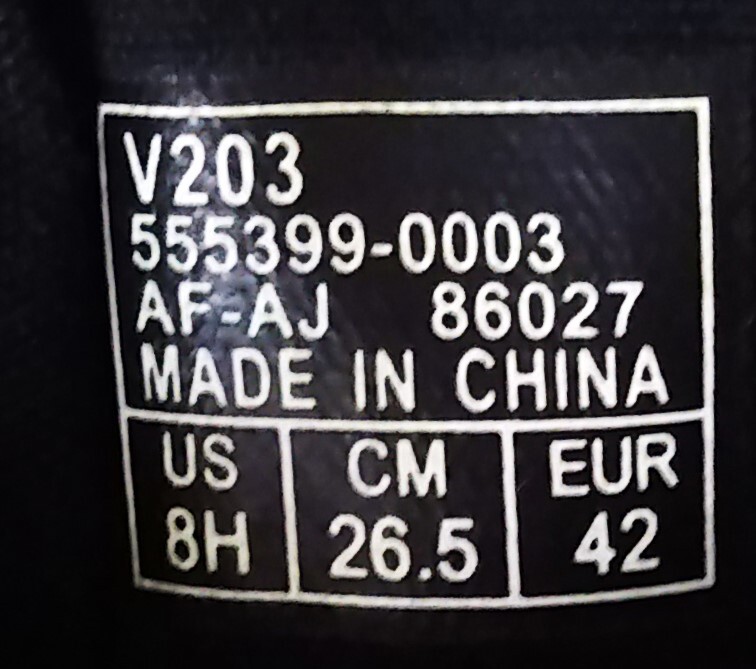 V203
555399-0003
AF-AJ 86027
MADE IN CHINA
US CM EUR
8H 26.5 42